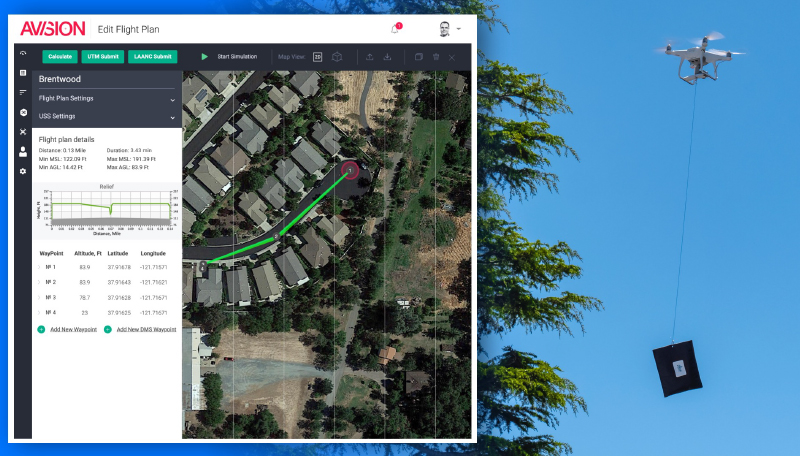 AVISION
Edit Flight Plan
Calculate
UTM Submit
LAANC Submit
Start Simulation
Map View:
2D
Brentwood
Flight Plan Settings
USS Settings
Flight plan details
Distance: 0.13 Mile Duration: 3.43 min
Min MSL: 122.09 Ft Max MSL: 191.39 Ft
Min AGL: 14.42 Ft Max AGL: 83.9 Ft
Relief
Height, Ft
Distance, Mile
WayPoint Altitude, Ft Latitude Longitude
№ 1 83.9 37.91678 -121.71571
№ 2 83.9 37.91643 -121.71621
№ 3 78.7 37.91628 -121.71571
№ 4 23 37.91625 -121.71571
Add New Waypoint
Add New DMS Waypoint